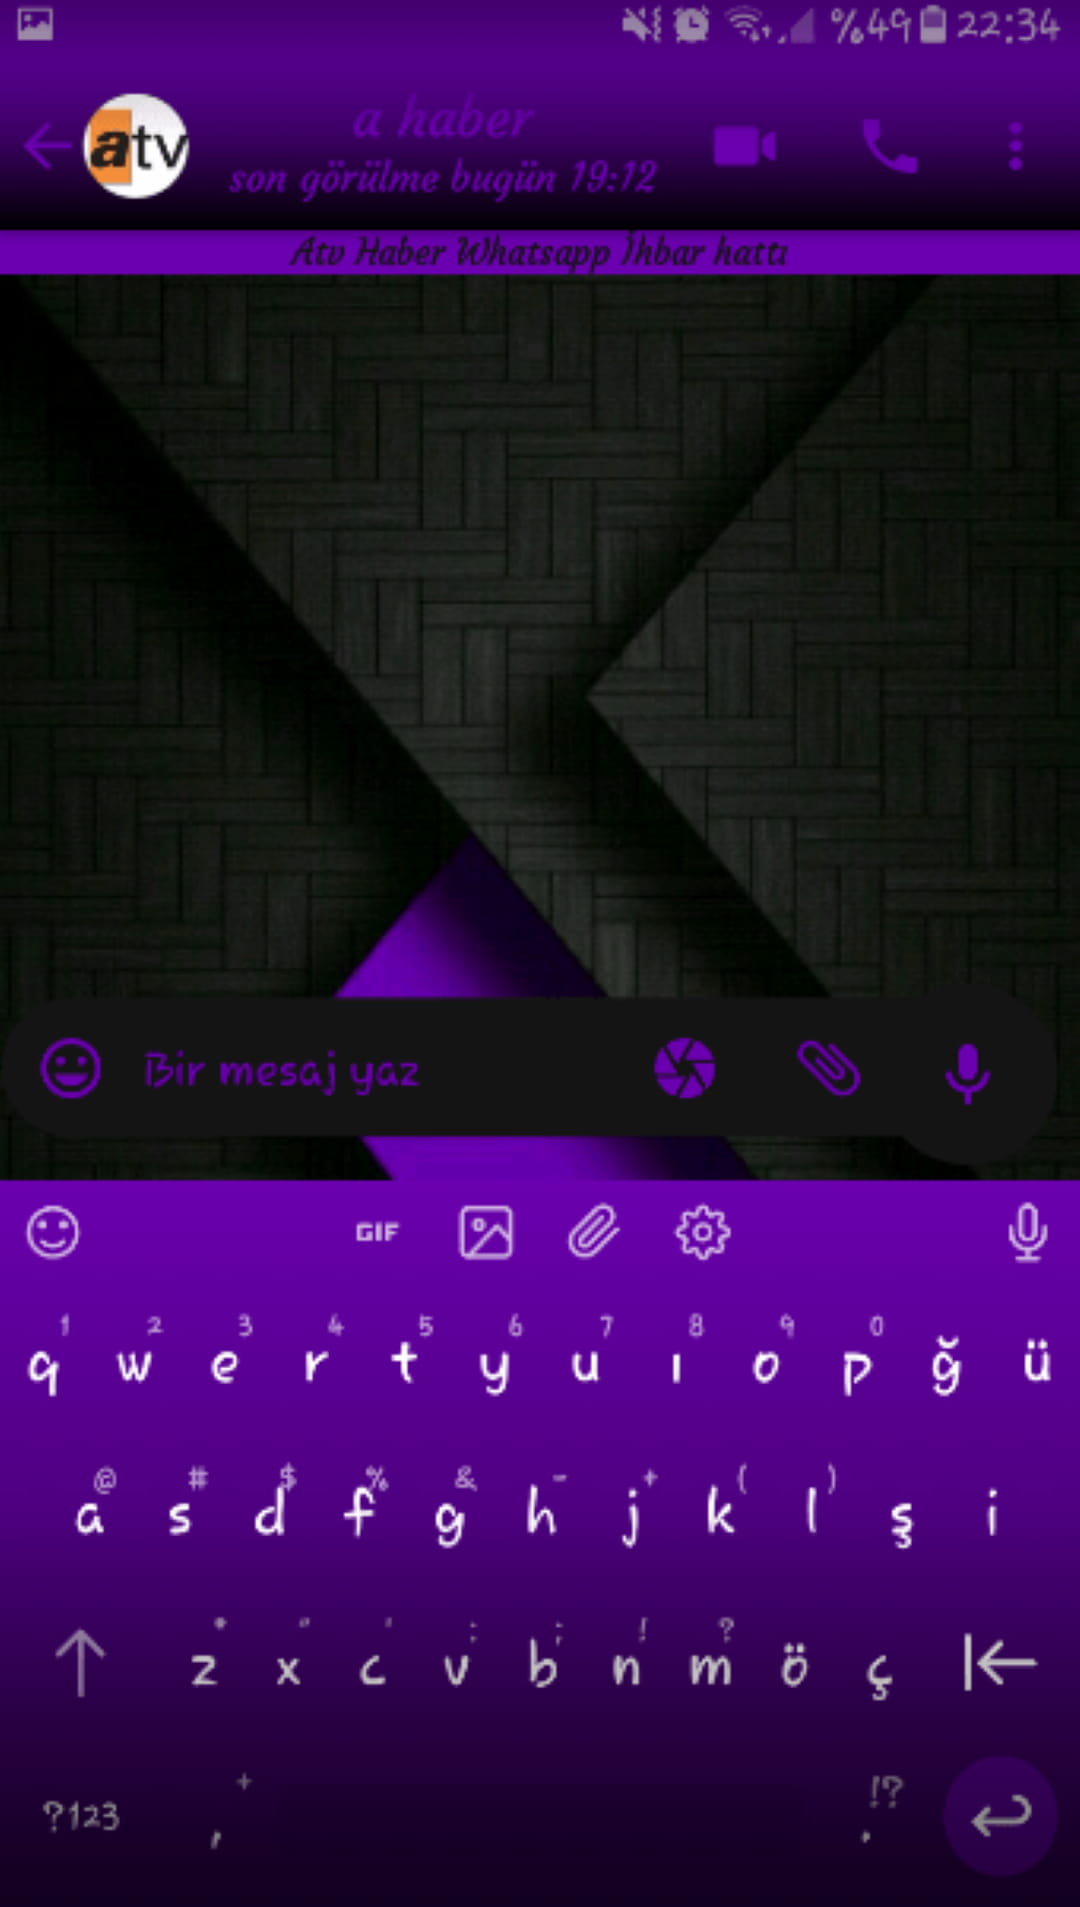 %49 22:34
atv
a haber
son görülme bugün 19:12
Atv Haber Whatsapp İhbar hattı
Bir mesaj yaz
GIF
1 2 3 4 5 6 7 8 9 0
q w e r t y u ı o p ğ ü
@ # $ % & - + ( )
a s d f g h j k l ş i
* " ' : ; ! ?
z x c v b n m ö ç
+ !?
?123 , .